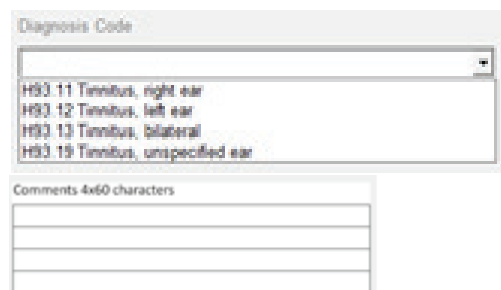 Diagnosis Code
H93.11 Tinnitus, right ear
H93.12 Tinnitus, left ear
H93.13 Tinnitus, bilateral
H93.19 Tinnitus, unspecified ear
Comments 4x60 characters